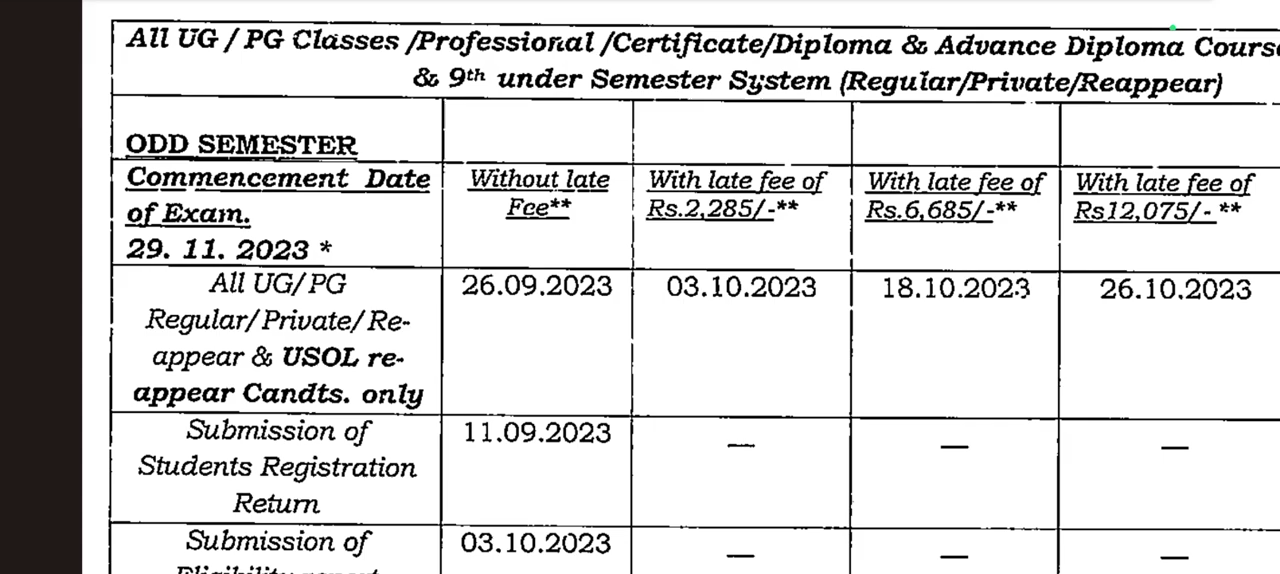 All UG / PG Classes /Professional /Certificate/Diploma & Advance Diploma
& 9th under Semester System (Regular/Private/Reappear)
ODD SEMESTER
Commencement Date
of Exam.
29. 11. 2023 *
Without late
Fee**
With late fee of
Rs.2,285/-**
With late fee of
Rs.6,685/-**
With late fee of
Rs12,075/- **
All UG/PG
Regular/Private/Re-
appear & USOL re-
appear Candts. only
26.09.2023
03.10.2023
18.10.2023
26.10.2023
Submission of
Students Registration
Return
11.09.2023
—
—
—
Submission of
03.10.2023
—
—
—